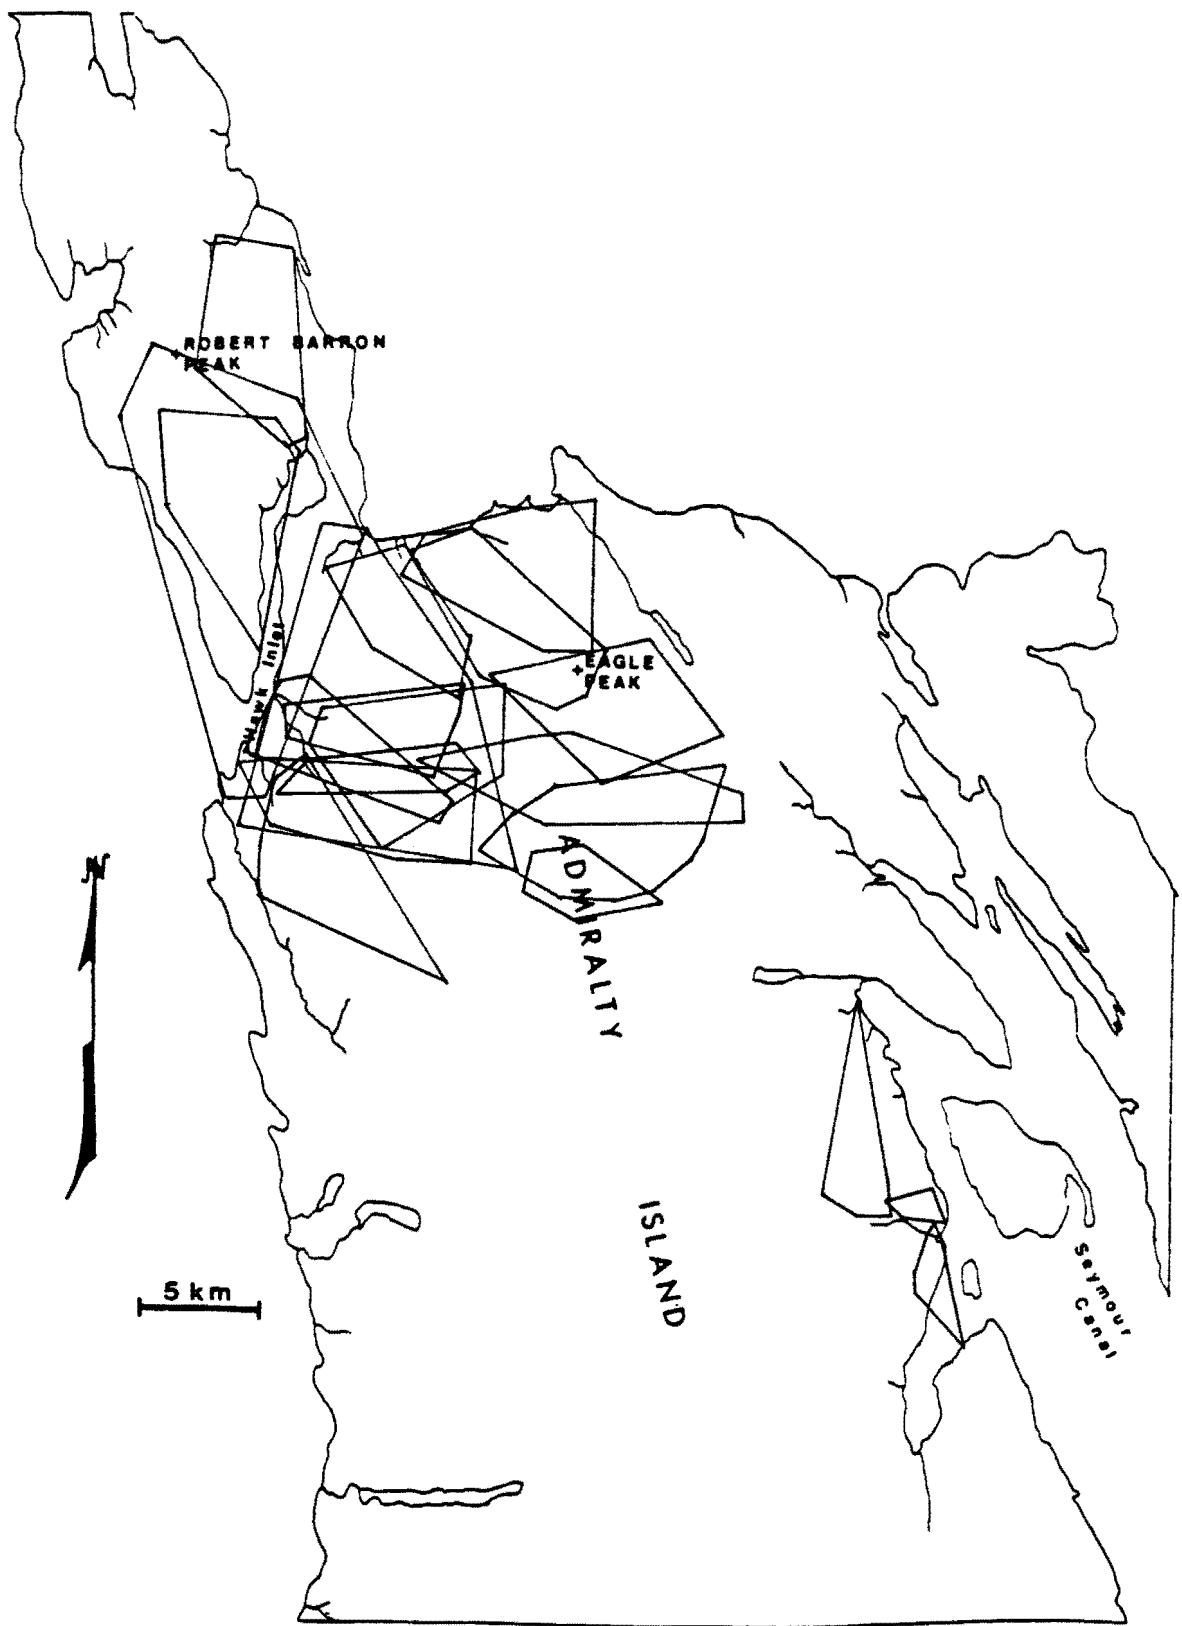 ROBERT BARRON
PEAK
Hawk Inlet
EAGLE
PEAK
ADMIRALTY
N
ISLAND
Seymour
Canal
5 km